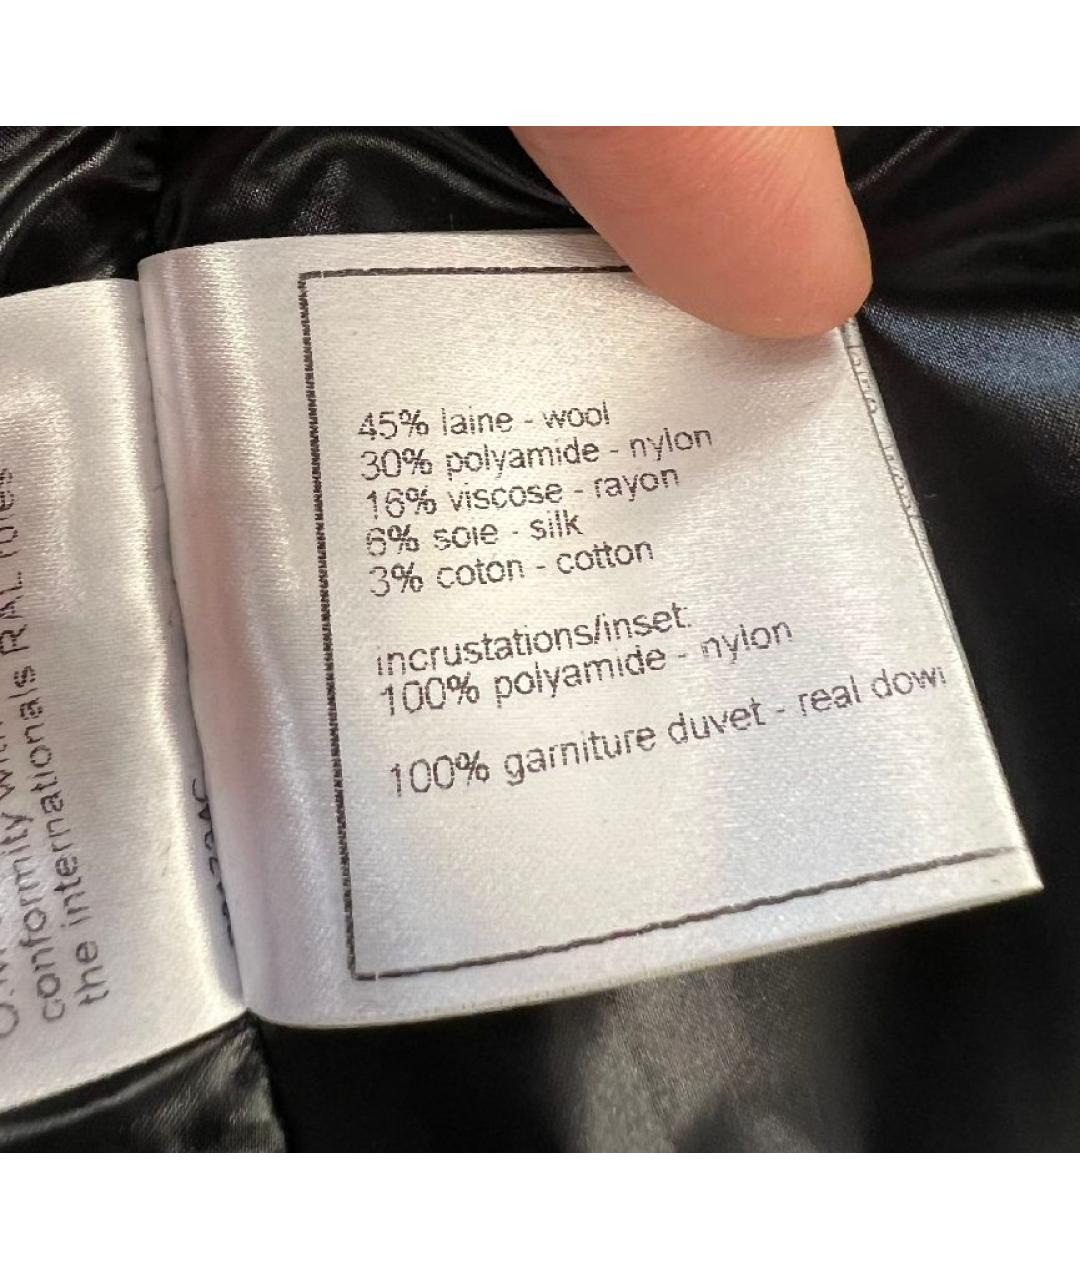 45% laine - wool
30% polyamide - nylon
16% viscose - rayon
6% soie - silk
3% coton - cotton
incrustations/inset:
100% polyamide - nylon
100% garniture duvet - real down
conformity with
the internationals RAL rules